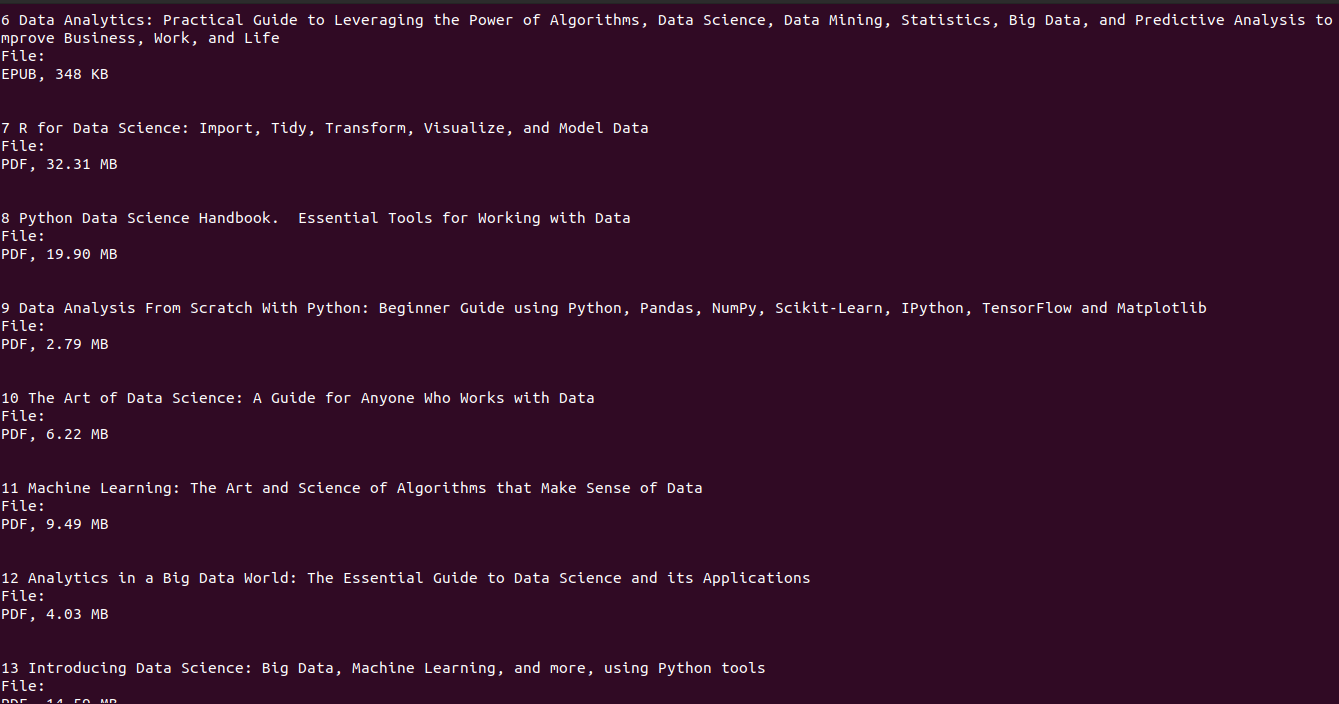 6 Data Analytics: Practical Guide to Leveraging the Power of Algorithms, Data Science, Data Mining, Statistics, Big Data, and Predictive Analysis to
mprove Business, Work, and Life
File:
EPUB, 348 KB
7 R for Data Science: Import, Tidy, Transform, Visualize, and Model Data
File:
PDF, 32.31 MB
8 Python Data Science Handbook.  Essential Tools for Working with Data
File:
PDF, 19.90 MB
9 Data Analysis From Scratch With Python: Beginner Guide using Python, Pandas, NumPy, Scikit-Learn, IPython, TensorFlow and Matplotlib
File:
PDF, 2.79 MB
10 The Art of Data Science: A Guide for Anyone Who Works with Data
File:
PDF, 6.22 MB
11 Machine Learning: The Art and Science of Algorithms that Make Sense of Data
File:
PDF, 9.49 MB
12 Analytics in a Big Data World: The Essential Guide to Data Science and its Applications
File:
PDF, 4.03 MB
13 Introducing Data Science: Big Data, Machine Learning, and more, using Python tools
File:
PDF, 14.59 MB